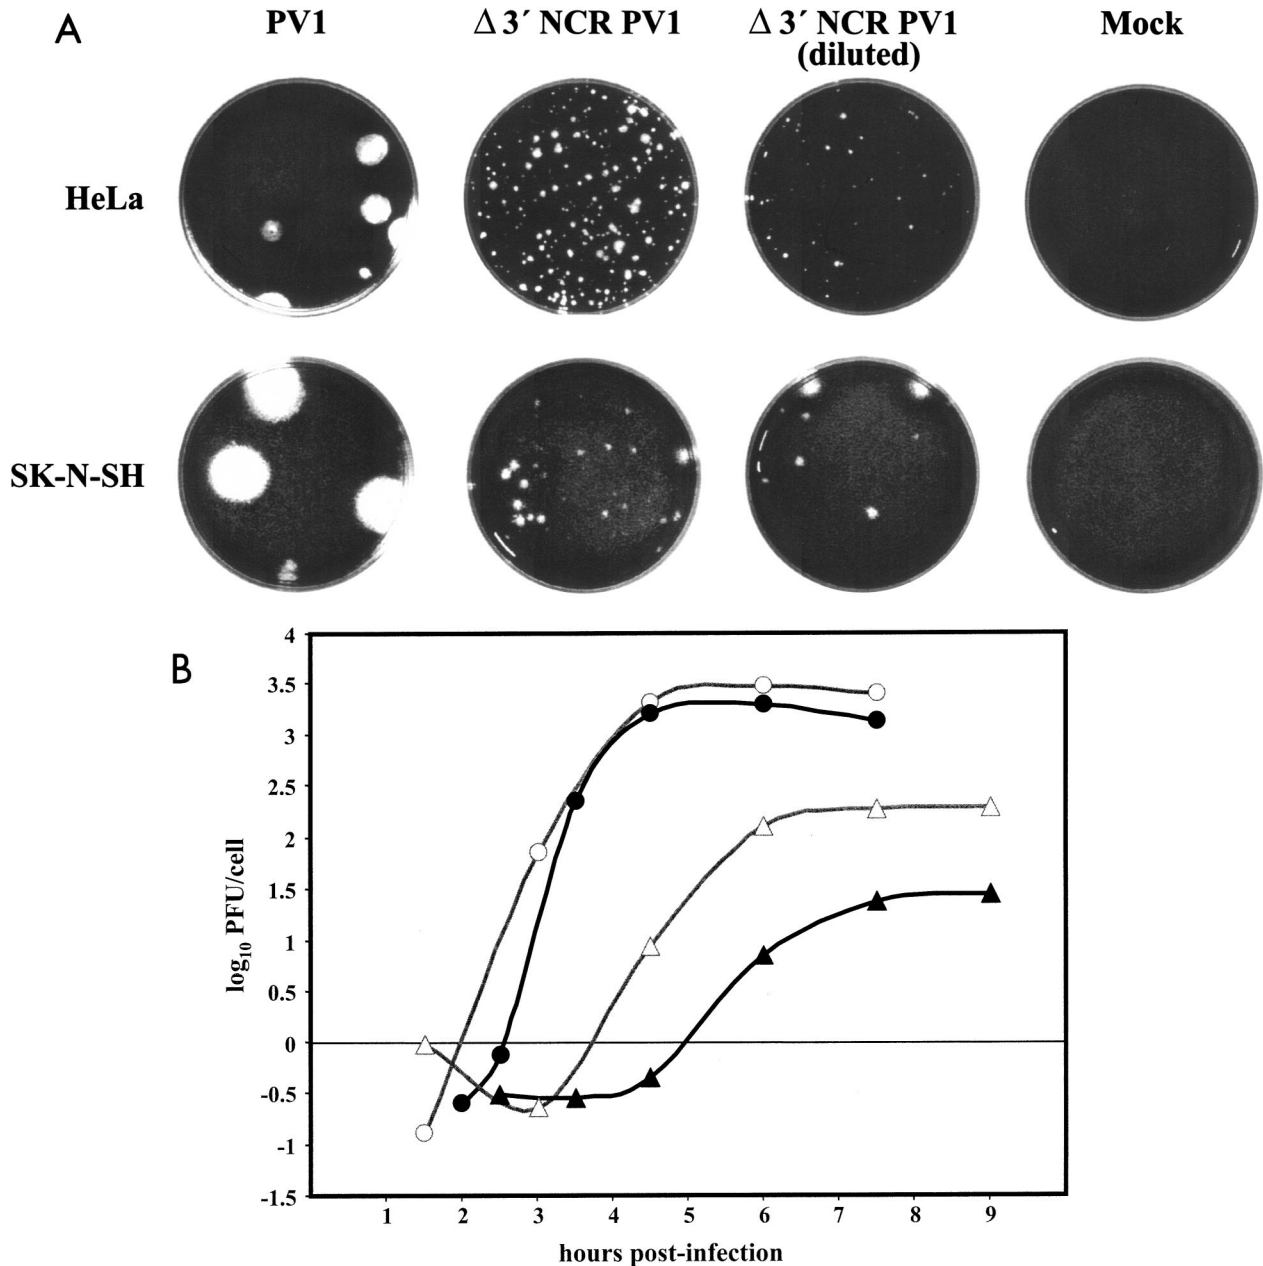 A
PV1
Δ 3´ NCR PV1
Δ 3´ NCR PV1
(diluted)
Mock
HeLa
SK-N-SH
B
4
3.5
3
2.5
2
1.5
1
0.5
0
-0.5
-1
-1.5
log10 PFU/cell
1 2 3 4 5 6 7 8 9
hours post-infection